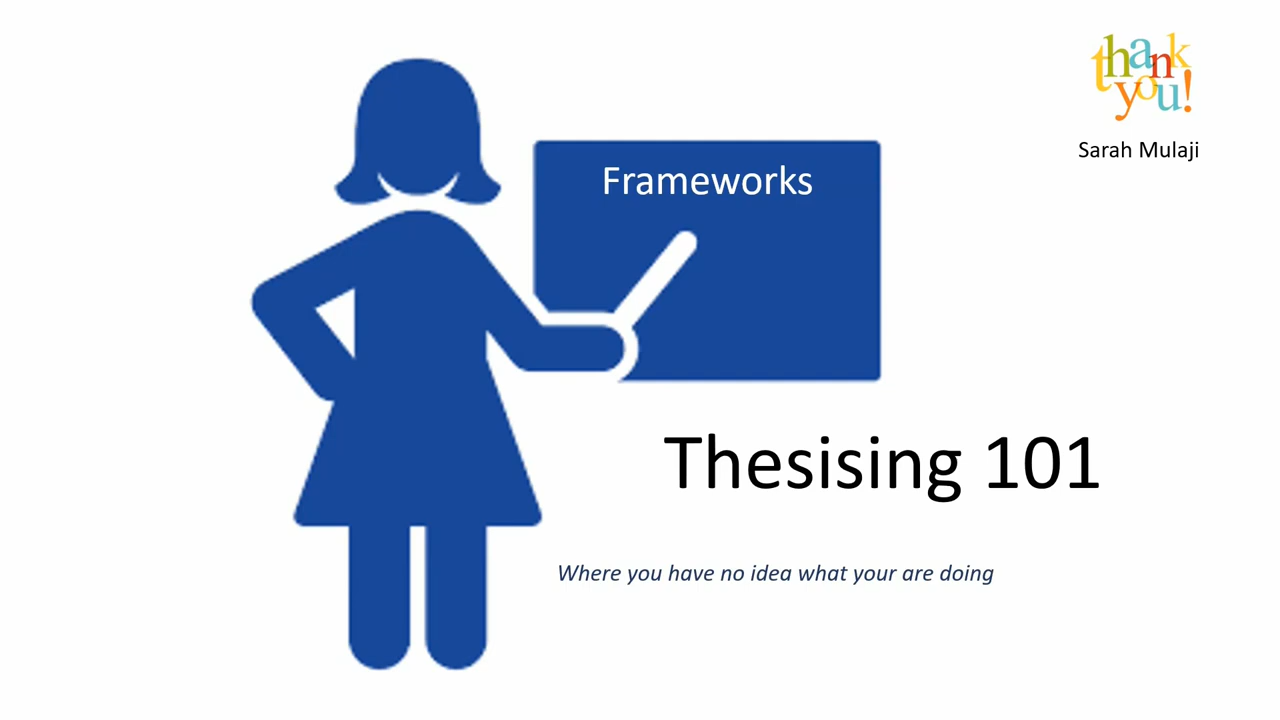 thank
you!
Sarah Mulaji
Frameworks
Thesising 101
Where you have no idea what your are doing